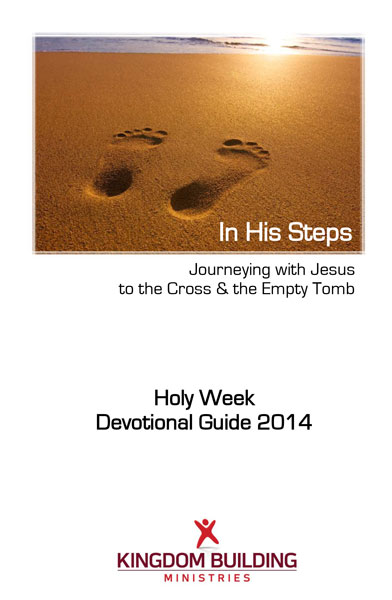 In His Steps
Journeying with Jesus
to the Cross & the Empty Tomb
Holy Week
Devotional Guide 2014
KINGDOM BUILDING
MINISTRIES